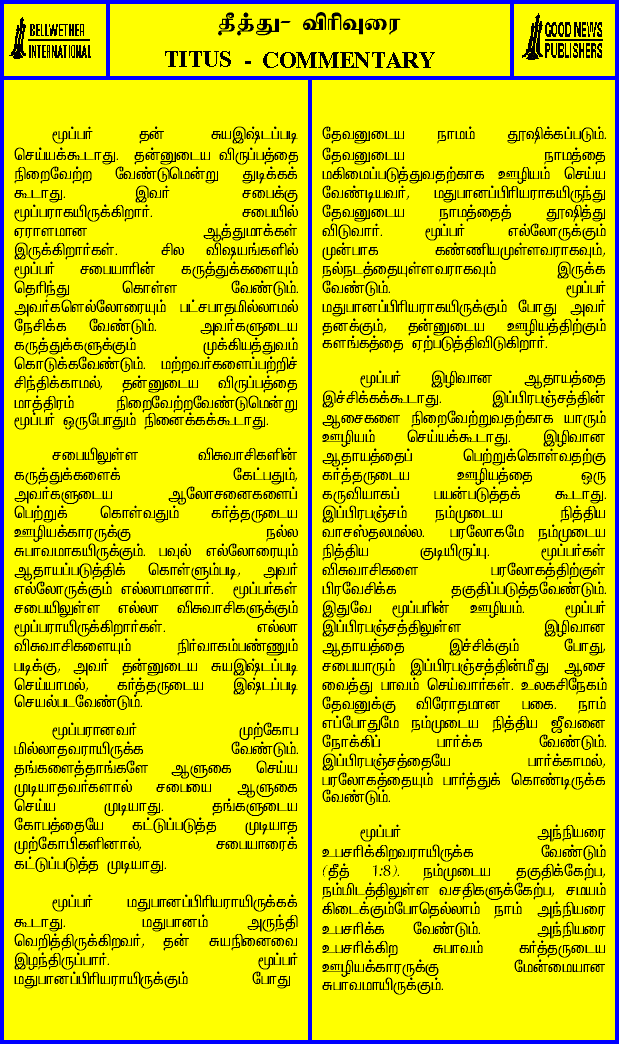 BELLWETHER
INTERNATIONAL
தீத்து- விரிவுரை
TITUS - COMMENTARY
GOOD NEWS
PUBLISHERS
மூப்பர் தன் சுயஇஷ்டப்படி
செய்யக்கூடாது. தன்னுடைய விருப்பத்தை
நிறைவேற்ற வேண்டுமென்று துடிக்கக்
கூடாது. இவர் சபைக்கு
மூப்பராகயிருக்கிறார். சபையில்
ஏராளமான ஆத்துமாக்கள்
இருக்கிறார்கள். சில விஷயங்களில்
மூப்பர் சபையாரின் கருத்துக்களையும்
தெரிந்து கொள்ள வேண்டும்.
அவர்களெல்லோரையும் பட்சபாதமில்லாமல்
நேசிக்க வேண்டும். அவர்களுடைய
கருத்துக்களுக்கும் முக்கியத்துவம்
கொடுக்கவேண்டும். மற்றவர்களைப்பற்றிச்
சிந்திக்காமல், தன்னுடைய விருப்பத்தை
மாத்திரம் நிறைவேற்றவேண்டுமென்று
மூப்பர் ஒருபோதும் நினைக்கக்கூடாது.
சபையிலுள்ள விசுவாசிகளின்
கருத்துக்களைக் கேட்பதும்,
அவர்களுடைய ஆலோசனைகளைப்
பெற்றுக் கொள்வதும் கர்த்தருடைய
ஊழியக்காரருக்கு நல்ல
சுபாவமாகயிருக்கும். பவுல் எல்லோரையும்
ஆதாயப்படுத்திக் கொள்ளும்படி, அவர்
எல்லோருக்கும் எல்லாமானார். மூப்பர்கள்
சபையிலுள்ள எல்லா விசுவாசிகளுக்கும்
மூப்பராயிருக்கிறார்கள். எல்லா
விசுவாசிகளையும் நிர்வாகம்பண்ணும்
படிக்கு, அவர் தன்னுடைய சுயஇஷ்டப்படி
செய்யாமல், கர்த்தருடைய இஷ்டப்படி
செயல்படவேண்டும்.
மூப்பரானவர் முற்கோப
மில்லாதவராயிருக்க வேண்டும்.
தங்களைத்தாங்களே ஆளுகை செய்ய
முடியாதவர்களால் சபையை ஆளுகை
செய்ய முடியாது. தங்களுடைய
கோபத்தையே கட்டுப்படுத்த முடியாத
முற்கோபிகளினால், சபையாரைக்
கட்டுப்படுத்த முடியாது.
மூப்பர் மதுபானப்பிரியராயிருக்கக்
கூடாது. மதுபானம் அருந்தி
வெறித்திருக்கிறவர், தன் சுயநினைவை
இழந்திருப்பார். மூப்பர்
மதுபானப்பிரியராயிருக்கும் போது
தேவனுடைய நாமம் தூஷிக்கப்படும்.
தேவனுடைய நாமத்தை
மகிமைப்படுத்துவதற்காக ஊழியம் செய்ய
வேண்டியவர், மதுபானப்பிரியராகயிருந்து
தேவனுடைய நாமத்தைத் தூஷித்து
விடுவார். மூப்பர் எல்லோருக்கும்
முன்பாக கண்ணியமுள்ளவராகவும்,
நல்நடத்தையுள்ளவராகவும் இருக்க
வேண்டும். மூப்பர்
மதுபானப்பிரியராகயிருக்கும் போது அவர்
தனக்கும், தன்னுடைய ஊழியத்திற்கும்
களங்கத்தை ஏற்படுத்திவிடுகிறார்.
மூப்பர் இழிவான ஆதாயத்தை
இச்சிக்கக்கூடாது. இப்பிரபஞ்சத்தின்
ஆசைகளை நிறைவேற்றுவதற்காக யாரும்
ஊழியம் செய்யக்கூடாது. இழிவான
ஆதாயத்தைப் பெற்றுக்கொள்வதற்கு
கர்த்தருடைய ஊழியத்தை ஒரு
கருவியாகப் பயன்படுத்தக் கூடாது.
இப்பிரபஞ்சம் நம்முடைய நித்திய
வாசஸ்தலமல்ல. பரலோகமே நம்முடைய
நித்திய குடியிருப்பு. மூப்பர்கள்
விசுவாசிகளை பரலோகத்திற்குள்
பிரவேசிக்க தகுதிப்படுத்தவேண்டும்.
இதுவே மூப்பரின் ஊழியம். மூப்பர்
இப்பிரபஞ்சத்திலுள்ள இழிவான
ஆதாயத்தை இச்சிக்கும் போது,
சபையாரும் இப்பிரபஞ்சத்தின்மீது ஆசை
வைத்து பாவம் செய்வார்கள். உலகசிநேகம்
தேவனுக்கு விரோதமான பகை. நாம்
எப்போதுமே நம்முடைய நித்திய ஜீவனை
நோக்கிப் பார்க்க வேண்டும்.
இப்பிரபஞ்சத்தையே பார்க்காமல்,
பரலோகத்தையும் பார்த்துக் கொண்டிருக்க
வேண்டும்.
மூப்பர் அந்நியரை
உபசரிக்கிறவராயிருக்க வேண்டும்
(தீத் 1:8). நம்முடைய தகுதிக்கேற்ப,
நம்மிடத்திலுள்ள வசதிகளுக்கேற்ப, சமயம்
கிடைக்கும்போதெல்லாம் நாம் அந்நியரை
உபசரிக்க வேண்டும். அந்நியரை
உபசரிக்கிற சுபாவம் கர்த்தருடைய
ஊழியக்காரருக்கு மேன்மையான
சுபாவமாயிருக்கும்.